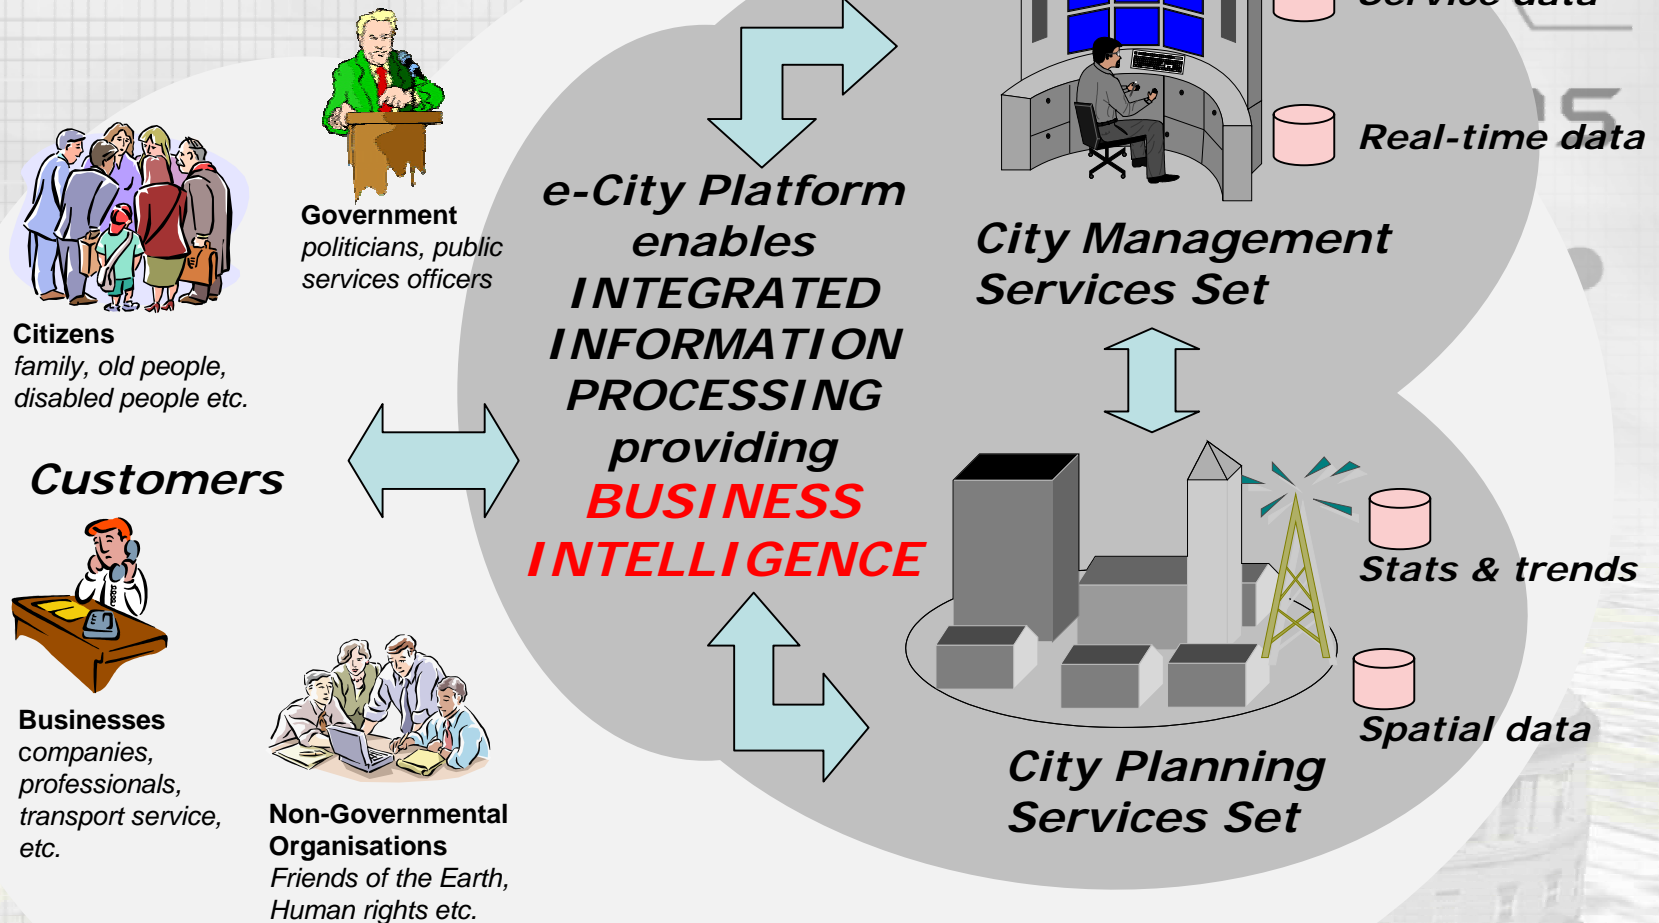 Service data
Real-time data
Government
politicians, public
services officers
e-City Platform
enables
INTEGRATED
INFORMATION
PROCESSING
providing
BUSINESS
INTELLIGENCE
City Management
Services Set
Citizens
family, old people,
disabled people etc.
Customers
Stats & trends
Businesses
companies,
professionals,
transport service,
etc.
Non-Governmental
Organisations
Friends of the Earth,
Human rights etc.
Spatial data
City Planning
Services Set